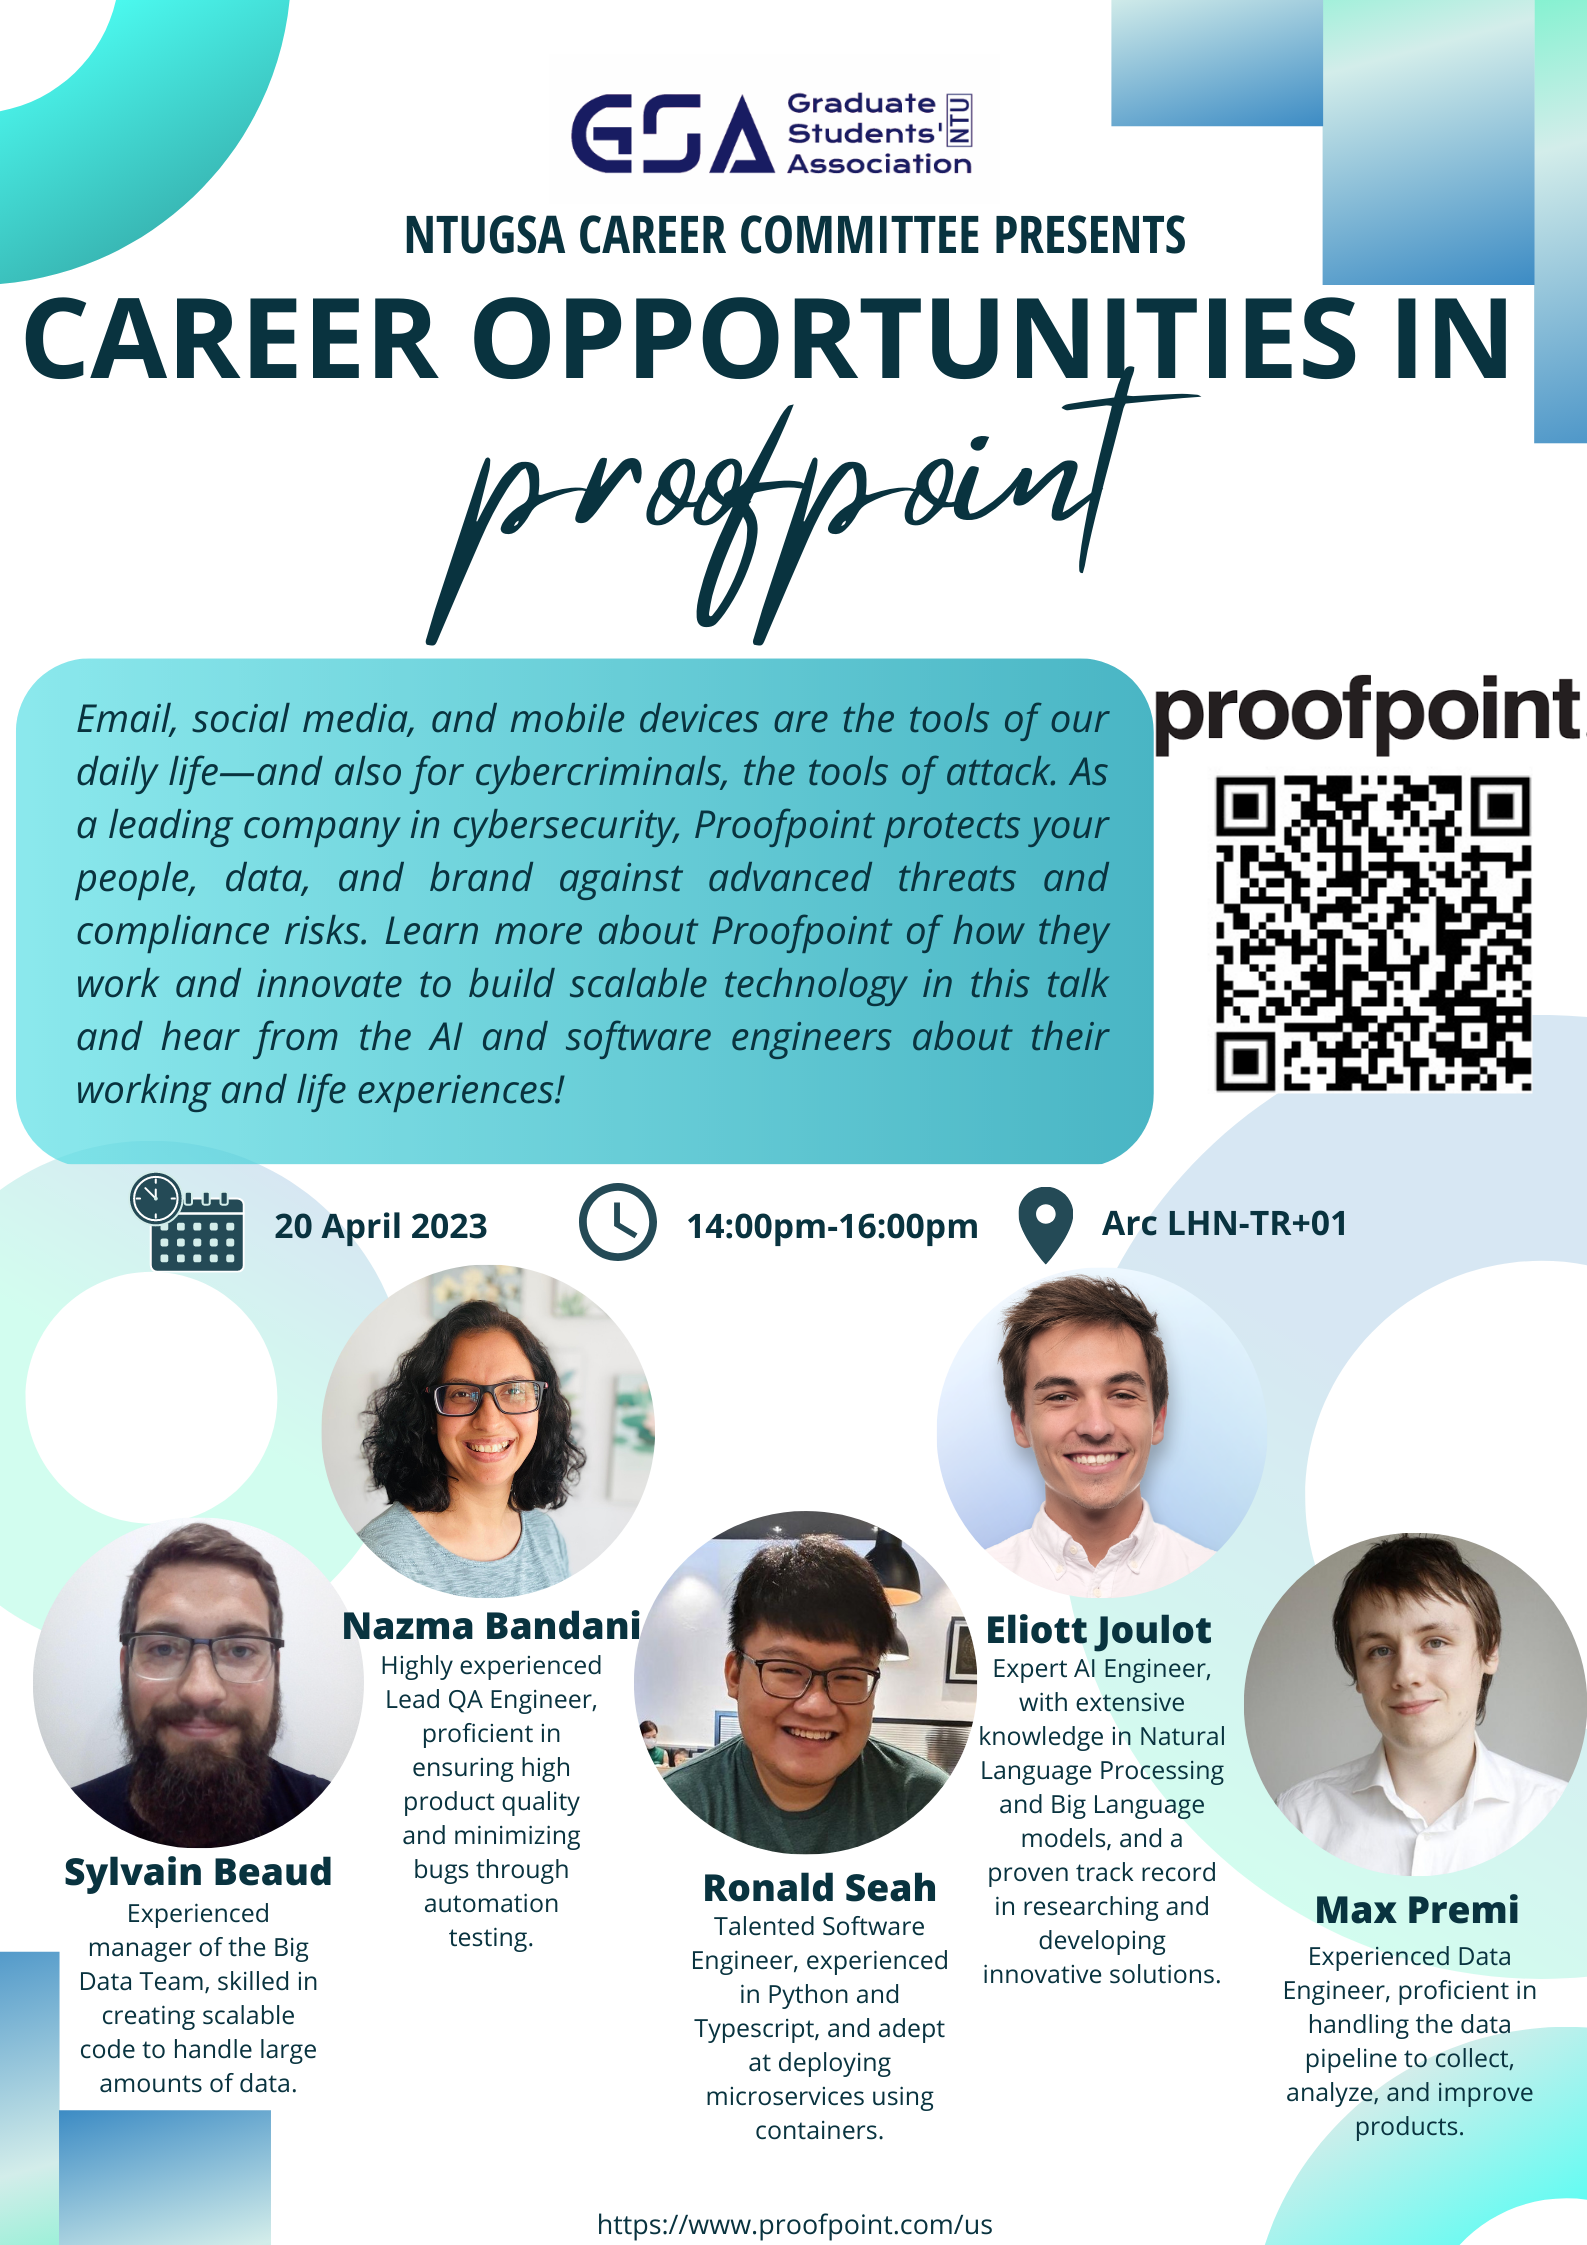 GSA Graduate Students' Association NTU
NTUGSA CAREER COMMITTEE PRESENTS
CAREER OPPORTUNITIES IN
proofpoint
proofpoint.
Email, social media, and mobile devices are the tools of our
daily life—and also for cybercriminals, the tools of attack. As
a leading company in cybersecurity, Proofpoint protects your
people, data, and brand against advanced threats and
compliance risks. Learn more about Proofpoint of how they
work and innovate to build scalable technology in this talk
and hear from the AI and software engineers about their
working and life experiences!
20 April 2023
14:00pm-16:00pm
Arc LHN-TR+01
Sylvain Beaud
Experienced
manager of the Big
Data Team, skilled in
creating scalable
code to handle large
amounts of data.
Nazma Bandani
Highly experienced
Lead QA Engineer,
proficient in
ensuring high
product quality
and minimizing
bugs through
automation
testing.
Ronald Seah
Talented Software
Engineer, experienced
in Python and
Typescript, and adept
at deploying
microservices using
containers.
Eliott Joulot
Expert AI Engineer,
with extensive
knowledge in Natural
Language Processing
and Big Language
models, and a
proven track record
in researching and
developing
innovative solutions.
Max Premi
Experienced Data
Engineer, proficient in
handling the data
pipeline to collect,
analyze, and improve
products.
https://www.proofpoint.com/us